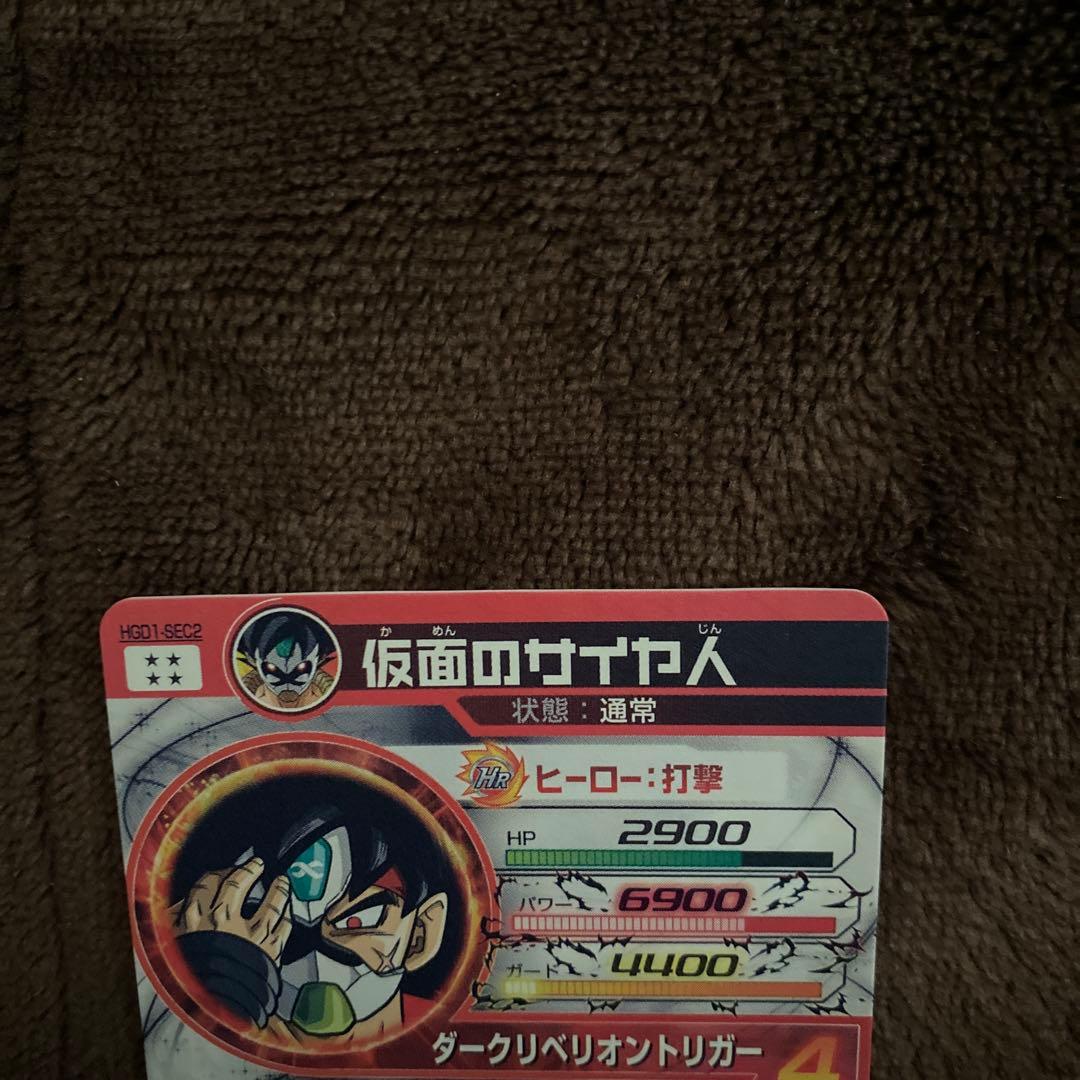 HGD1-SEC2
かめん じん
仮面のサイヤ人
状態：通常
HR ヒーロー：打撃
HP 2900
パワー 6900
ガード 4400
ダークリベリオントリガー 4